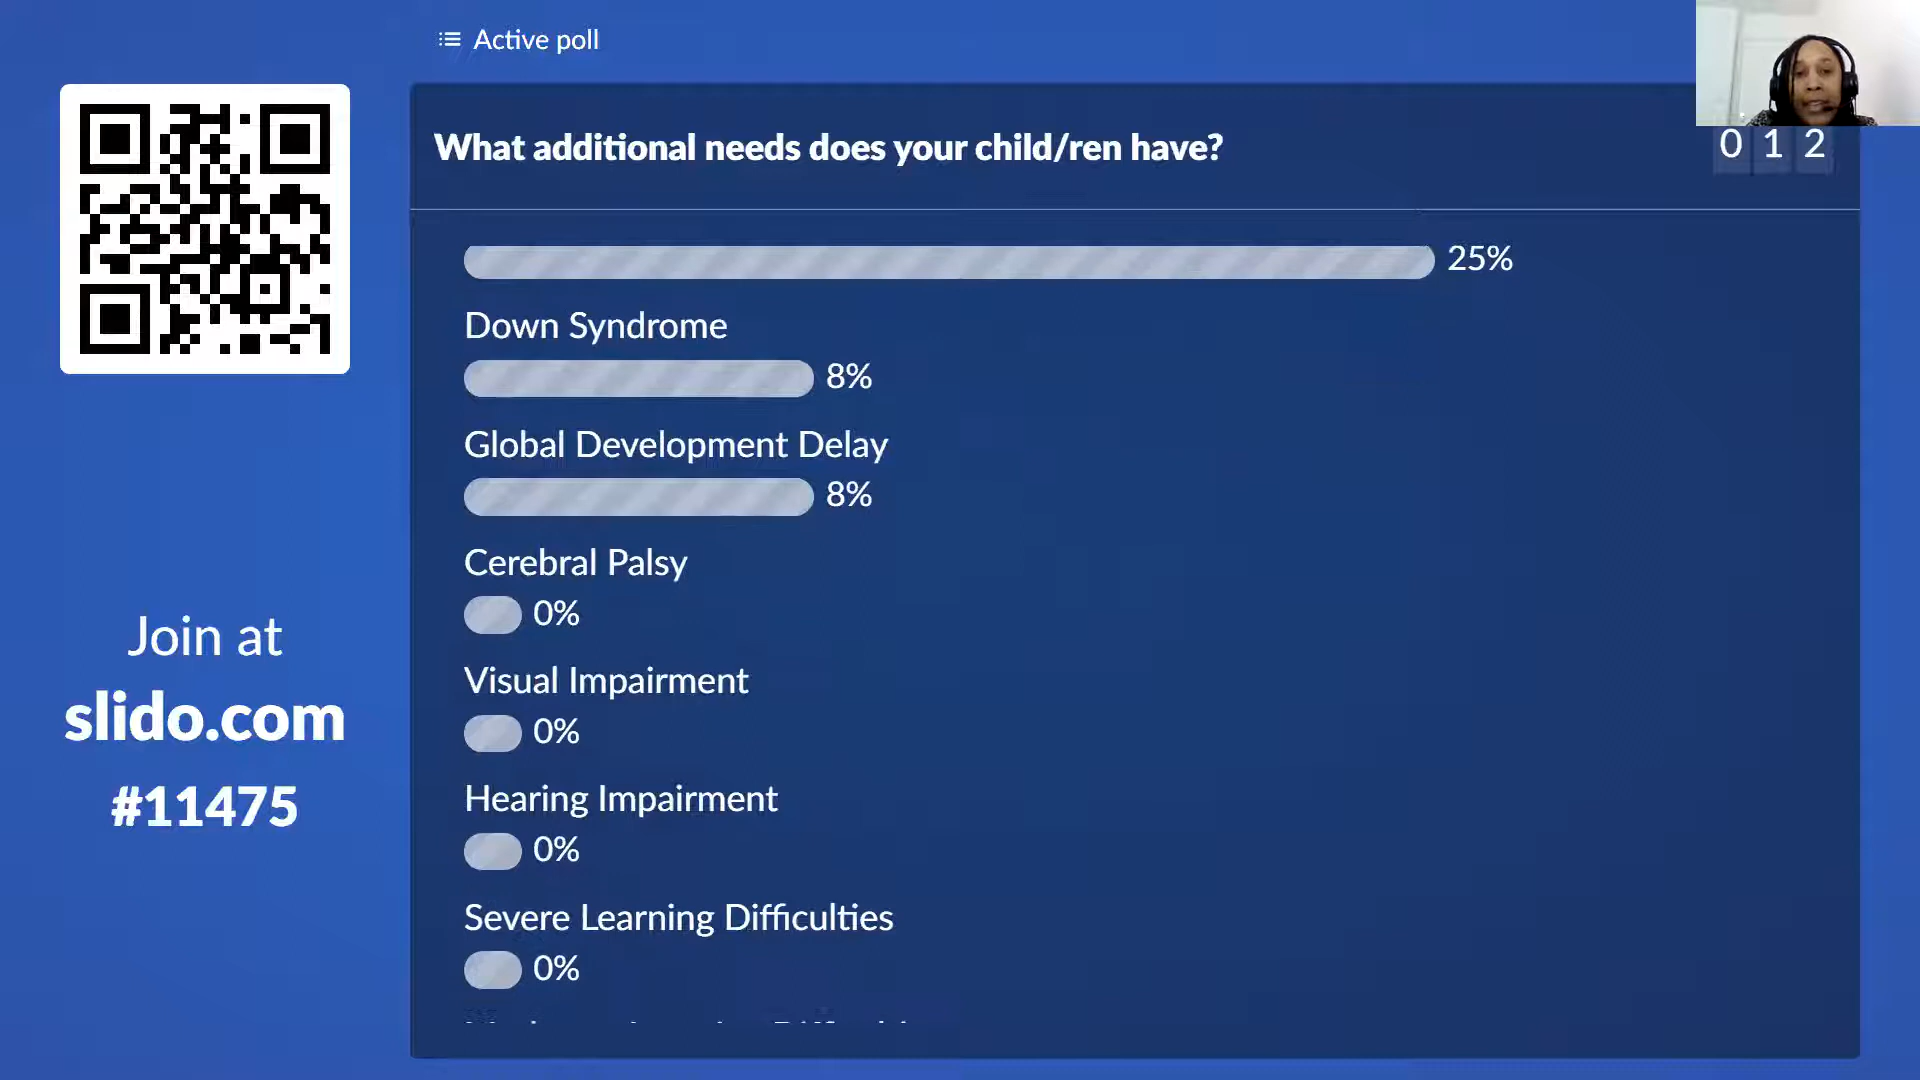 Active poll
What additional needs does your child/ren have?
0 1 2
25%
Down Syndrome
8%
Global Development Delay
8%
Cerebral Palsy
0%
Visual Impairment
0%
Hearing Impairment
0%
Severe Learning Difficulties
0%
Join at
slido.com
#11475